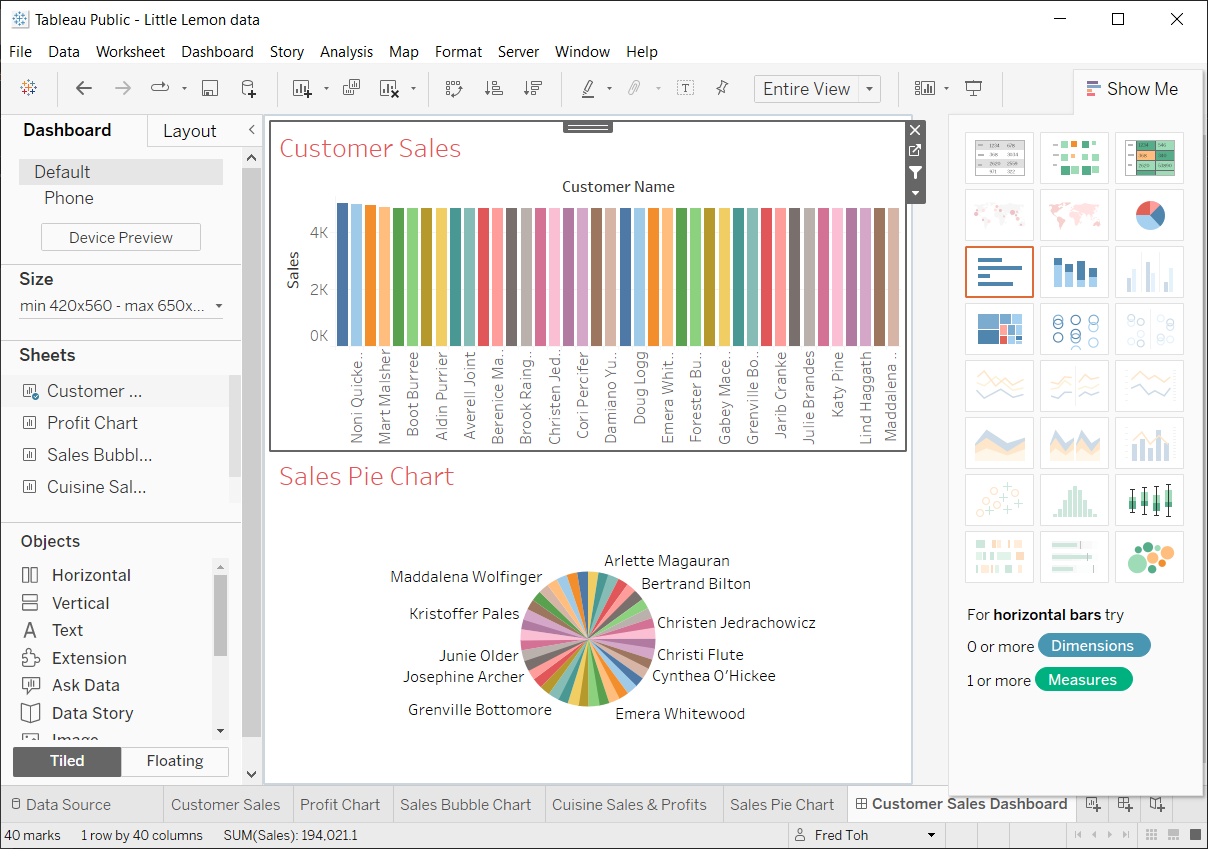 Tableau Public - Little Lemon data
File Data Worksheet Dashboard Story Analysis Map Format Server Window Help
Entire View
Show Me
Dashboard
Layout
Default
Phone
Device Preview
Size
min 420x560 - max 650x...
Sheets
Customer ...
Profit Chart
Sales Bubbl...
Cuisine Sal...
Objects
Horizontal
Vertical
A Text
Extension
Ask Data
Data Story
Image
Tiled
Floating
Customer Sales
Customer Name
Sales
4K
2K
0K
Noni Quicke..
Mart Malsher
Boot Burree
Aldin Purrier
Averell Joint
Berenice Ma..
Brook Raing..
Christen Jed..
Cori Percifer
Damiano Yu..
Doug Logg
Emera Whit..
Forester Bu..
Gabey Mace..
Grenville Bo..
Jarib Cranke
Julie Brandes
Katy Pine
Lind Haggath
Maddalena ..
Sales Pie Chart
Arlette Magauran
Maddalena Wolfinger
Bertrand Bilton
Kristoffer Pales
Christen Jedrachowicz
Junie Older
Christi Flute
Josephine Archer
Cynthea O'Hickee
Grenville Bottomore
Emera Whitewood
For horizontal bars try
0 or more Dimensions
1 or more Measures
Data Source
Customer Sales
Profit Chart
Sales Bubble Chart
Cuisine Sales & Profits
Sales Pie Chart
Customer Sales Dashboard
40 marks
1 row by 40 columns
SUM(Sales): 194,021.1
Fred Toh